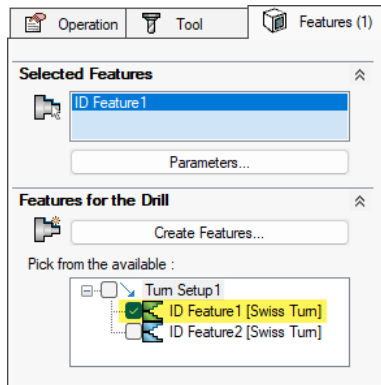 Operation Tool Features (1)
Selected Features
ID Feature1
Parameters...
Features for the Drill
Create Features...
Pick from the available :
Turn Setup1
ID Feature1 [Swiss Turn]
ID Feature2 [Swiss Turn]